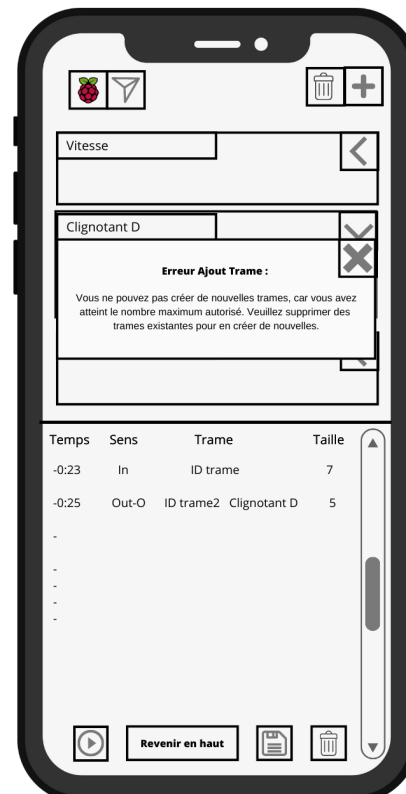 Vitesse
Clignotant D
Erreur Ajout Trame :
Vous ne pouvez pas créer de nouvelles trames, car vous avez
atteint le nombre maximum autorisé. Veuillez supprimer des
trames existantes pour en créer de nouvelles.
Temps Sens Trame Taille
-0:23 In ID trame 7
-0:25 Out-O ID trame2 Clignotant D 5
-
-
-
-
-
Revenir en haut